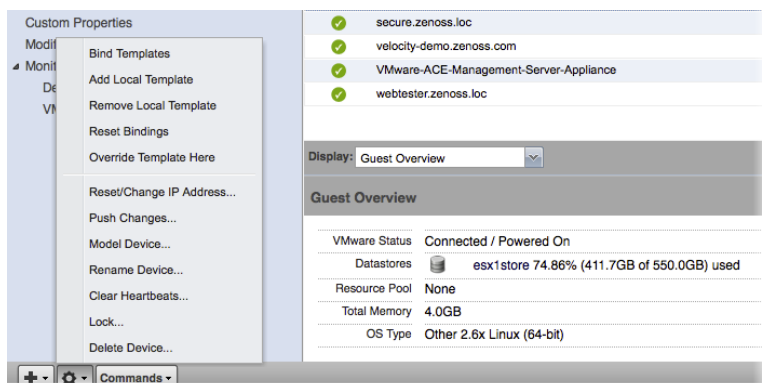 Custom Properties
Modif
Monit
De
VM
Bind Templates
Add Local Template
Remove Local Template
Reset Bindings
Override Template Here
Reset/Change IP Address...
Push Changes...
Model Device...
Rename Device...
Clear Heartbeats...
Lock...
Delete Device...
Commands
secure.zenoss.loc
velocity-demo.zenoss.com
VMware-ACE-Management-Server-Appliance
webtester.zenoss.loc
Display: Guest Overview
Guest Overview
VMware Status Connected / Powered On
Datastores esx1store 74.86% (411.7GB of 550.0GB) used
Resource Pool None
Total Memory 4.0GB
OS Type Other 2.6x Linux (64-bit)